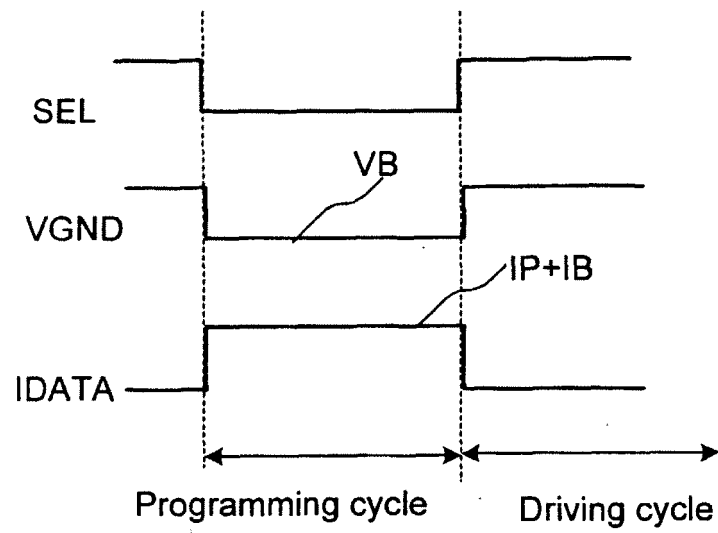 SEL
VB
VGND
IP+IB
IDATA
Programming cycle
Driving cycle